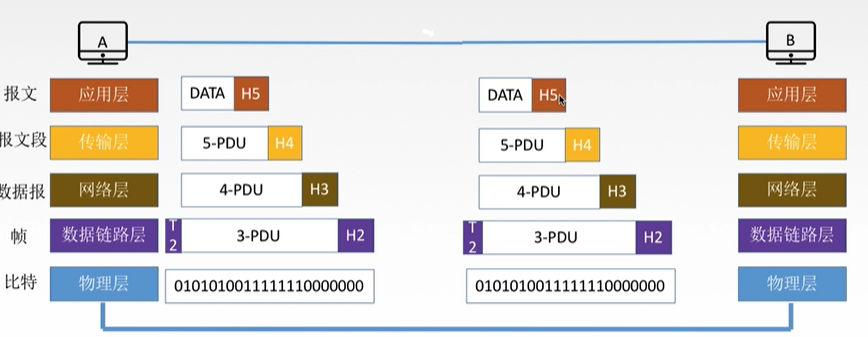 A B
报文 应用层 DATA H5 DATA H5 应用层
报文段 传输层 5-PDU H4 5-PDU H4 传输层
数据报 网络层 4-PDU H3 4-PDU H3 网络层
帧 数据链路层 T2 3-PDU H2 T2 3-PDU H2 数据链路层
比特 物理层 0101010011111110000000 0101010011111110000000 物理层